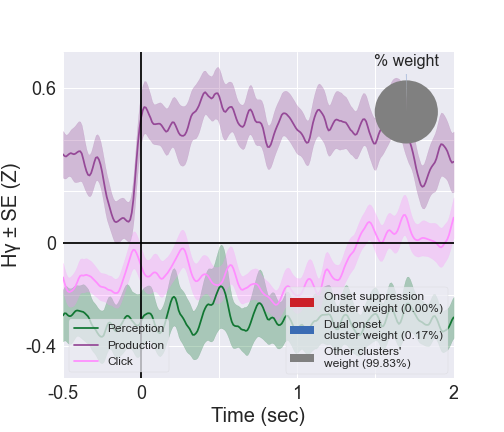 % weight
0.6
0
-0.4
Hγ ± SE (Z)
Perception
Production
Click
Onset suppression
cluster weight (0.00%)
Dual onset
cluster weight (0.17%)
Other clusters'
weight (99.83%)
-0.5
0
1
2
Time (sec)